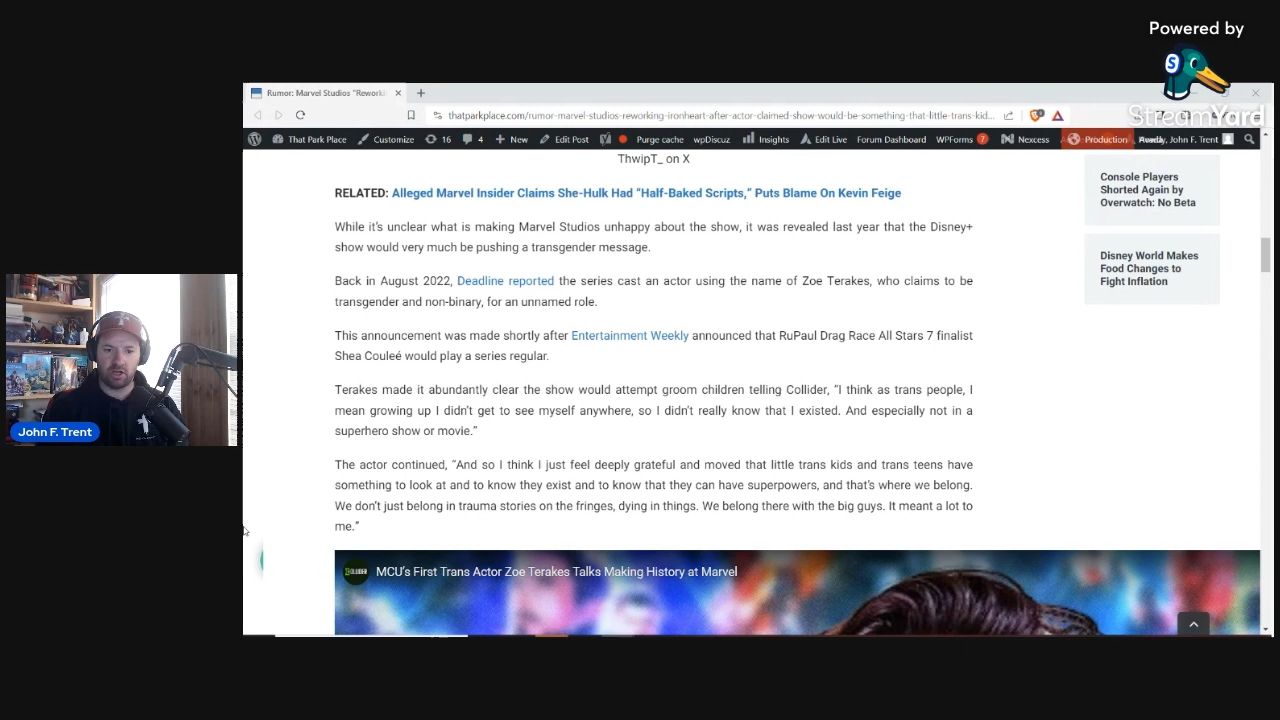 Powered by
S
StreamYard
Rumor: Marvel Studios "Rework
thatparkplace.com/rumor-marvel-studios-reworking-ironheart-after-actor-claimed-show-would-be-something-that-little-trans-kid...
That Park Place Customize 16 4 New Edit Post Purge cache wpDiscuz Insights Edit Live Forum Dashboard WPForms 7 Nexcess Production John F. Trent
ThwipT_ on X
RELATED: Alleged Marvel Insider Claims She-Hulk Had “Half-Baked Scripts,” Puts Blame On Kevin Feige
While it’s unclear what is making Marvel Studios unhappy about the show, it was revealed last year that the Disney+
show would very much be pushing a transgender message.
Back in August 2022, Deadline reported the series cast an actor using the name of Zoe Terakes, who claims to be
transgender and non-binary, for an unnamed role.
This announcement was made shortly after Entertainment Weekly announced that RuPaul Drag Race All Stars 7 finalist
Shea Couleé would play a series regular.
Terakes made it abundantly clear the show would attempt groom children telling Collider, “I think as trans people, I
mean growing up I didn’t get to see myself anywhere, so I didn’t really know that I existed. And especially not in a
superhero show or movie.”
The actor continued, “And so I think I just feel deeply grateful and moved that little trans kids and trans teens have
something to look at and to know they exist and to know that they can have superpowers, and that’s where we belong.
We don’t just belong in trauma stories on the fringes, dying in things. We belong there with the big guys. It meant a lot to
me.”
COLLIDER
MCU's First Trans Actor Zoe Terakes Talks Making History at Marvel
Console Players
Shorted Again by
Overwatch: No Beta
Disney World Makes
Food Changes to
Fight Inflation
John F. Trent